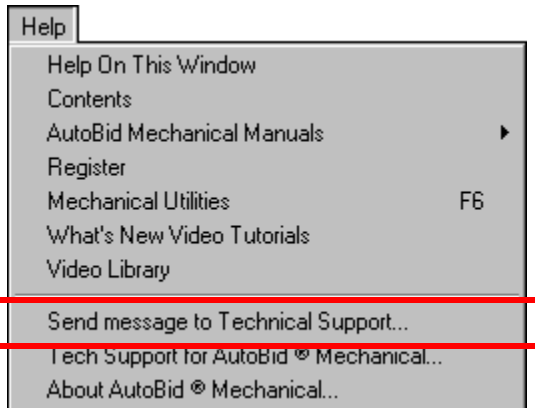 Help
Help On This Window
Contents
AutoBid Mechanical Manuals
Register
Mechanical Utilities F6
What's New Video Tutorials
Video Library
Send message to Technical Support...
Tech Support for AutoBid ® Mechanical...
About AutoBid ® Mechanical...